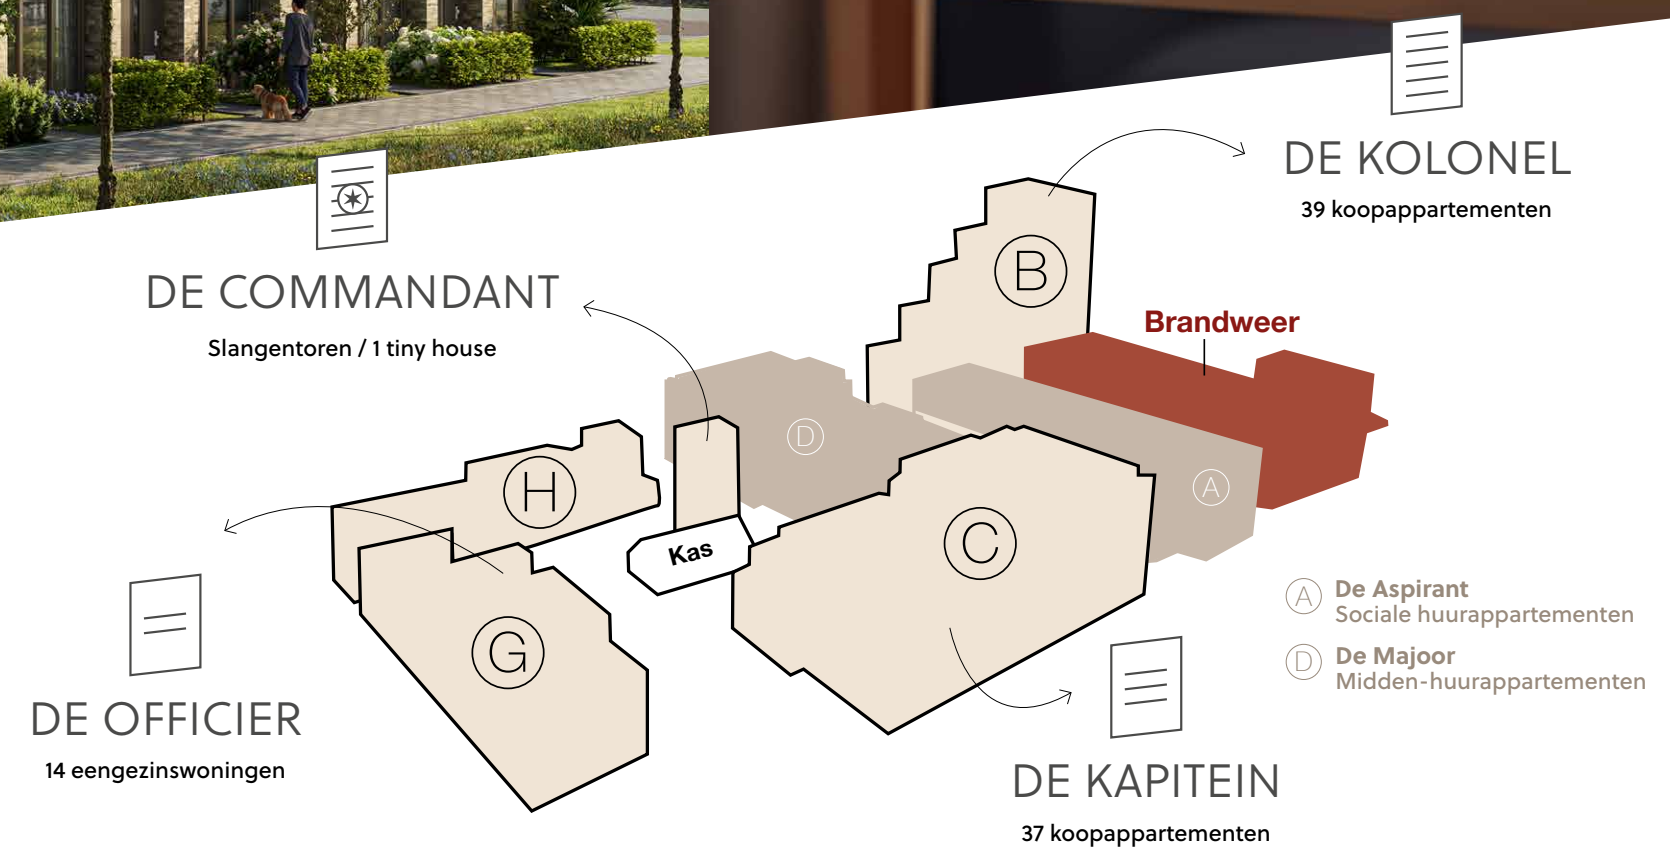 DE KOLONEL
39 koopappartementen
DE COMMANDANT
Slangentoren / 1 tiny house
B
Brandweer
D
H
A
Kas
C
G
A De Aspirant
Sociale huurappartementen
D De Majoor
Midden-huurappartementen
DE OFFICIER
14 eengezinswoningen
DE KAPITEIN
37 koopappartementen